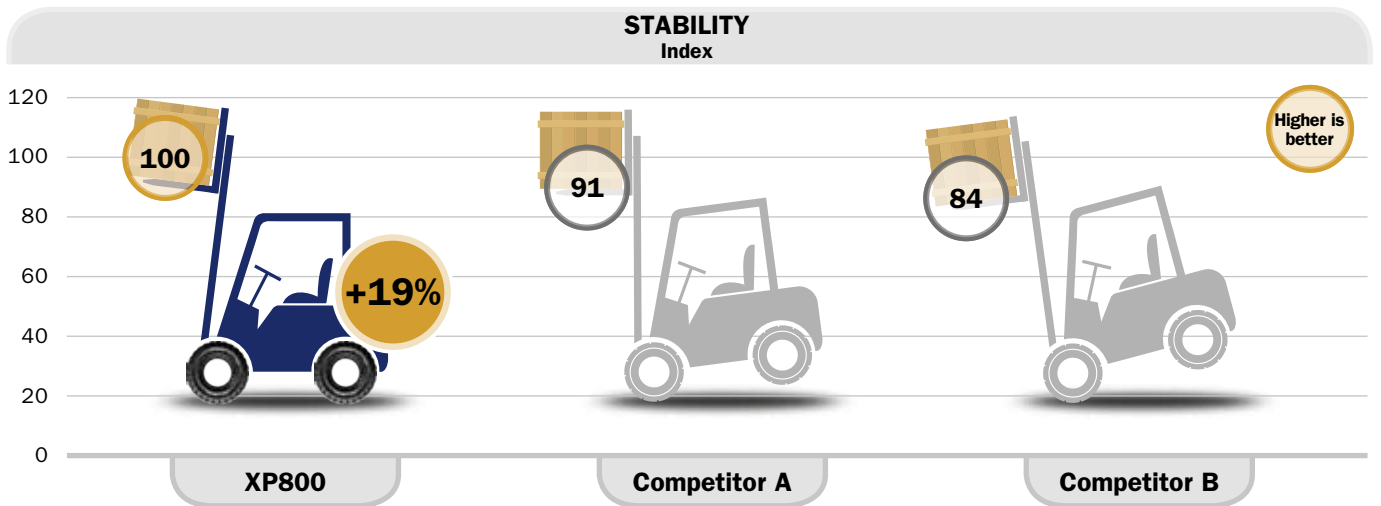 STABILITY
Index
120
100
80
60
40
20
0
100
+19%
91
84
Higher is
better
XP800
Competitor A
Competitor B